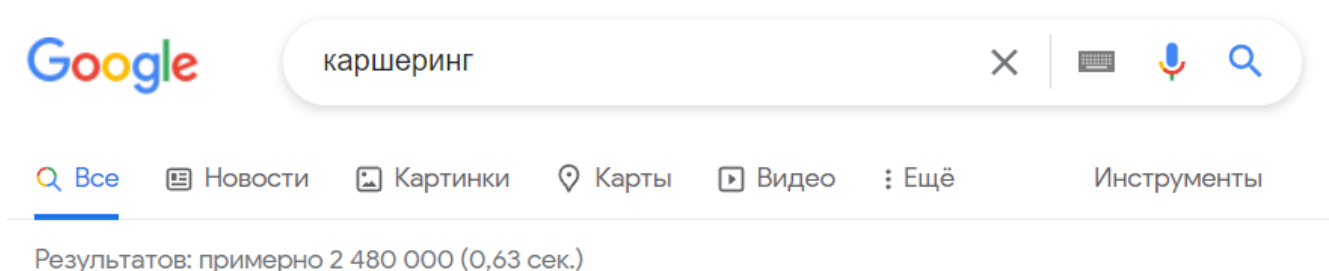 Google каршеринг
Все Новости Картинки Карты Видео Ещё Инструменты
Результатов: примерно 2 480 000 (0,63 сек.)